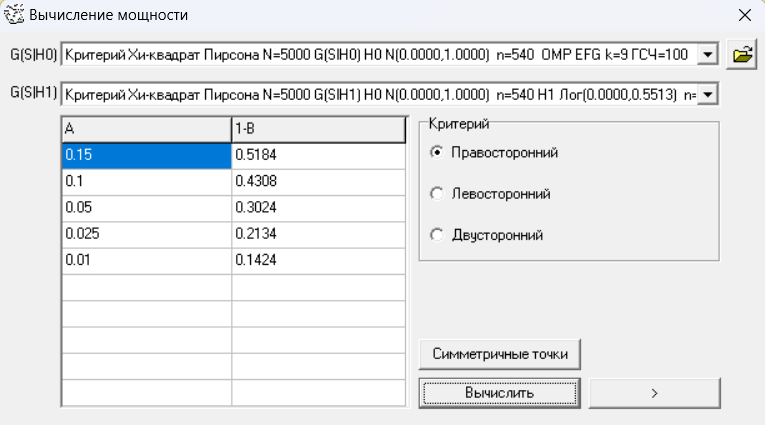 Вычисление мощности
G(S|H0) Критерий Хи-квадрат Пирсона N=5000 G(S|H0) H0 N(0.0000,1.0000) n=540 OMP EFG k=9 ГСЧ=100
G(S|H1) Критерий Хи-квадрат Пирсона N=5000 G(S|H1) H0 N(0.0000,1.0000) n=540 H1 Лог(0.0000,0.5513) n=
A 1-B
0.15 0.5184
0.1 0.4308
0.05 0.3024
0.025 0.2134
0.01 0.1424
Критерий
Правосторонний
Левосторонний
Двусторонний
Симметричные точки
Вычислить >